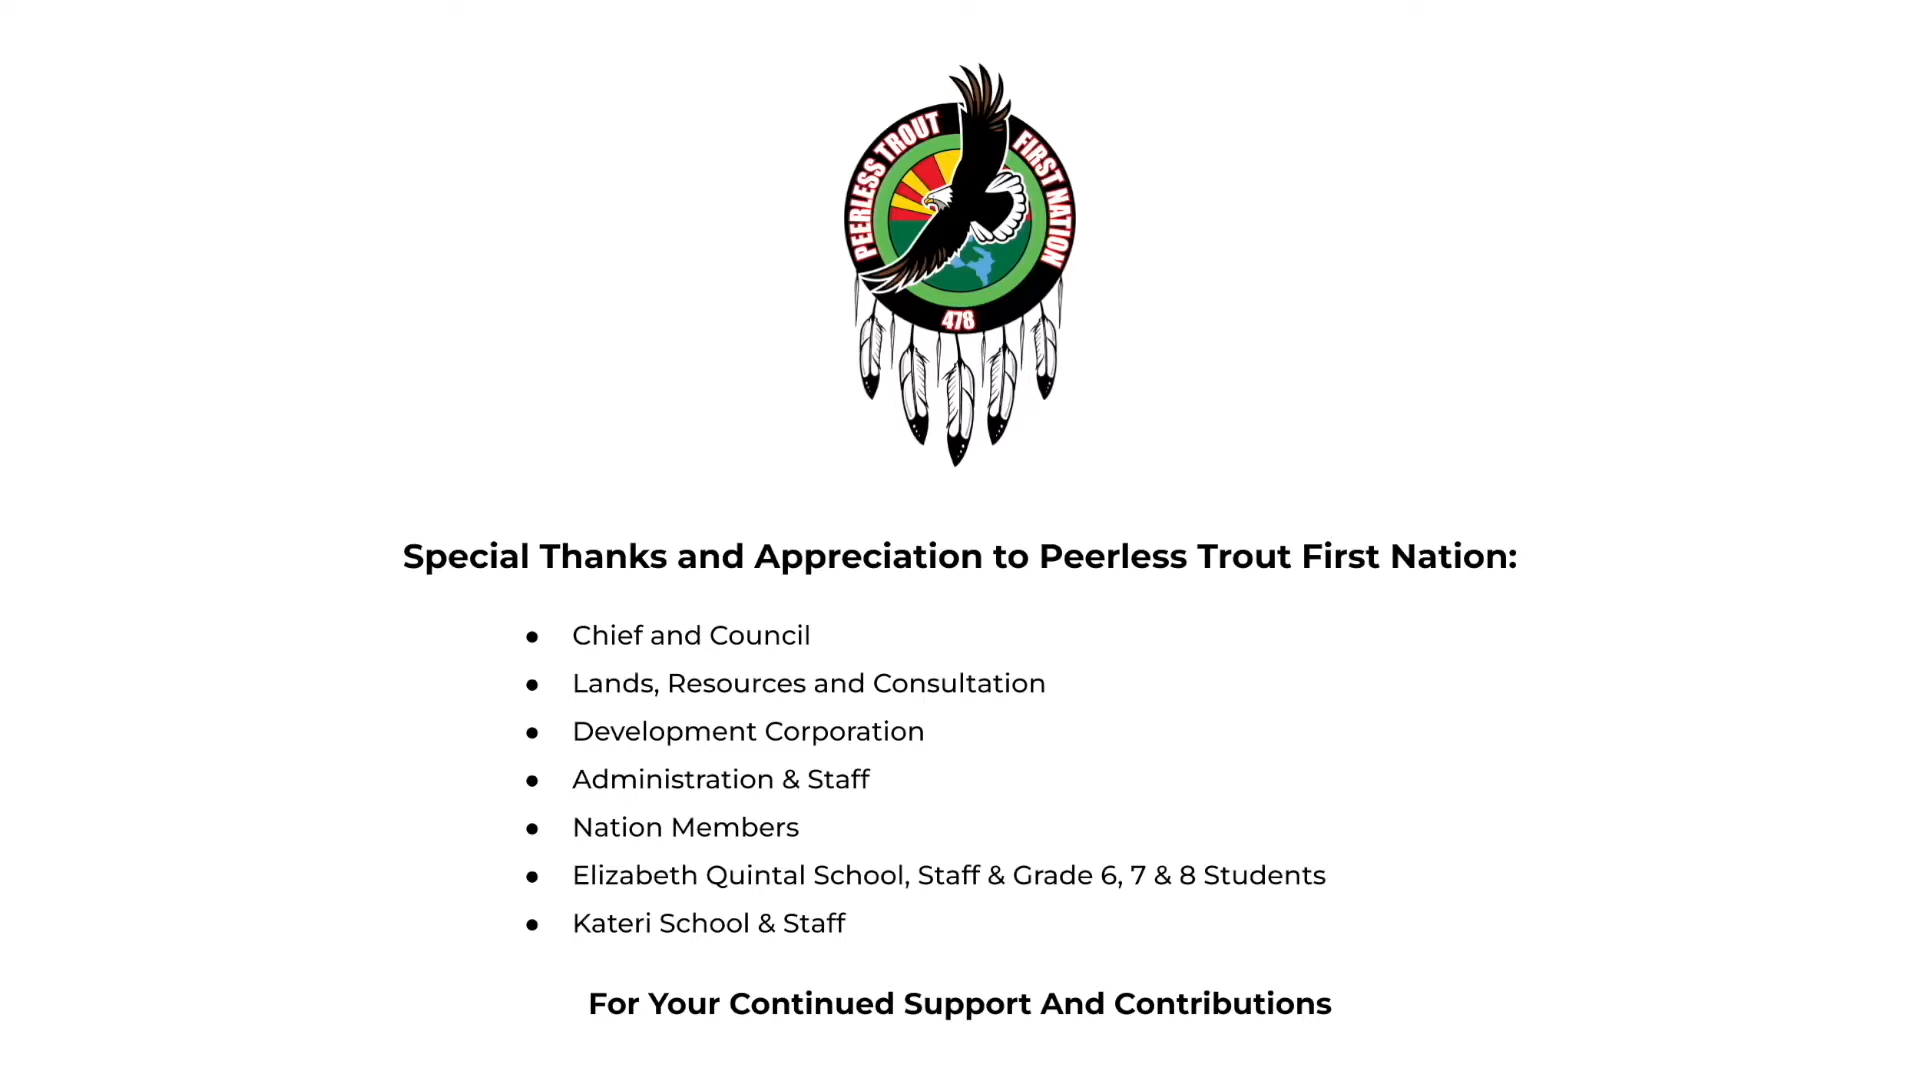 PEERLESS TROUT FIRST NATION
478
Special Thanks and Appreciation to Peerless Trout First Nation:
● Chief and Council
● Lands, Resources and Consultation
● Development Corporation
● Administration & Staff
● Nation Members
● Elizabeth Quintal School, Staff & Grade 6, 7 & 8 Students
● Kateri School & Staff
For Your Continued Support And Contributions